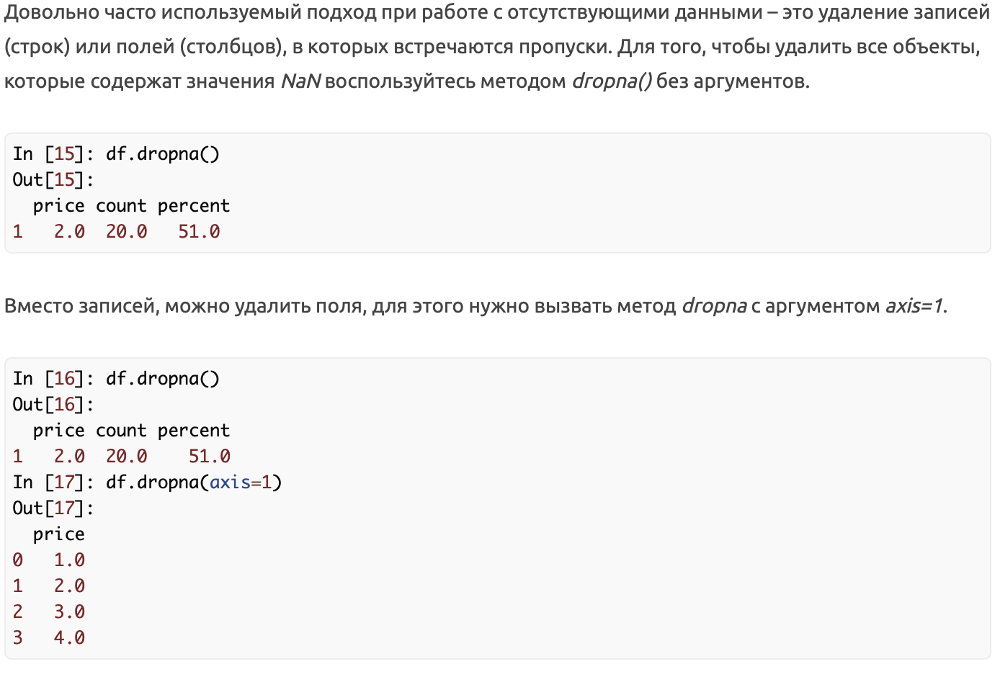 Довольно часто используемый подход при работе с отсутствующими данными – это удаление записей
(строк) или полей (столбцов), в которых встречаются пропуски. Для того, чтобы удалить все объекты,
которые содержат значения NaN воспользуйтесь методом dropna() без аргументов.
In [15]: df.dropna()
Out[15]:
  price count percent
1   2.0  20.0   51.0
Вместо записей, можно удалить поля, для этого нужно вызвать метод dropna с аргументом axis=1.
In [16]: df.dropna()
Out[16]:
  price count percent
1   2.0  20.0    51.0
In [17]: df.dropna(axis=1)
Out[17]:
  price
0   1.0
1   2.0
2   3.0
3   4.0